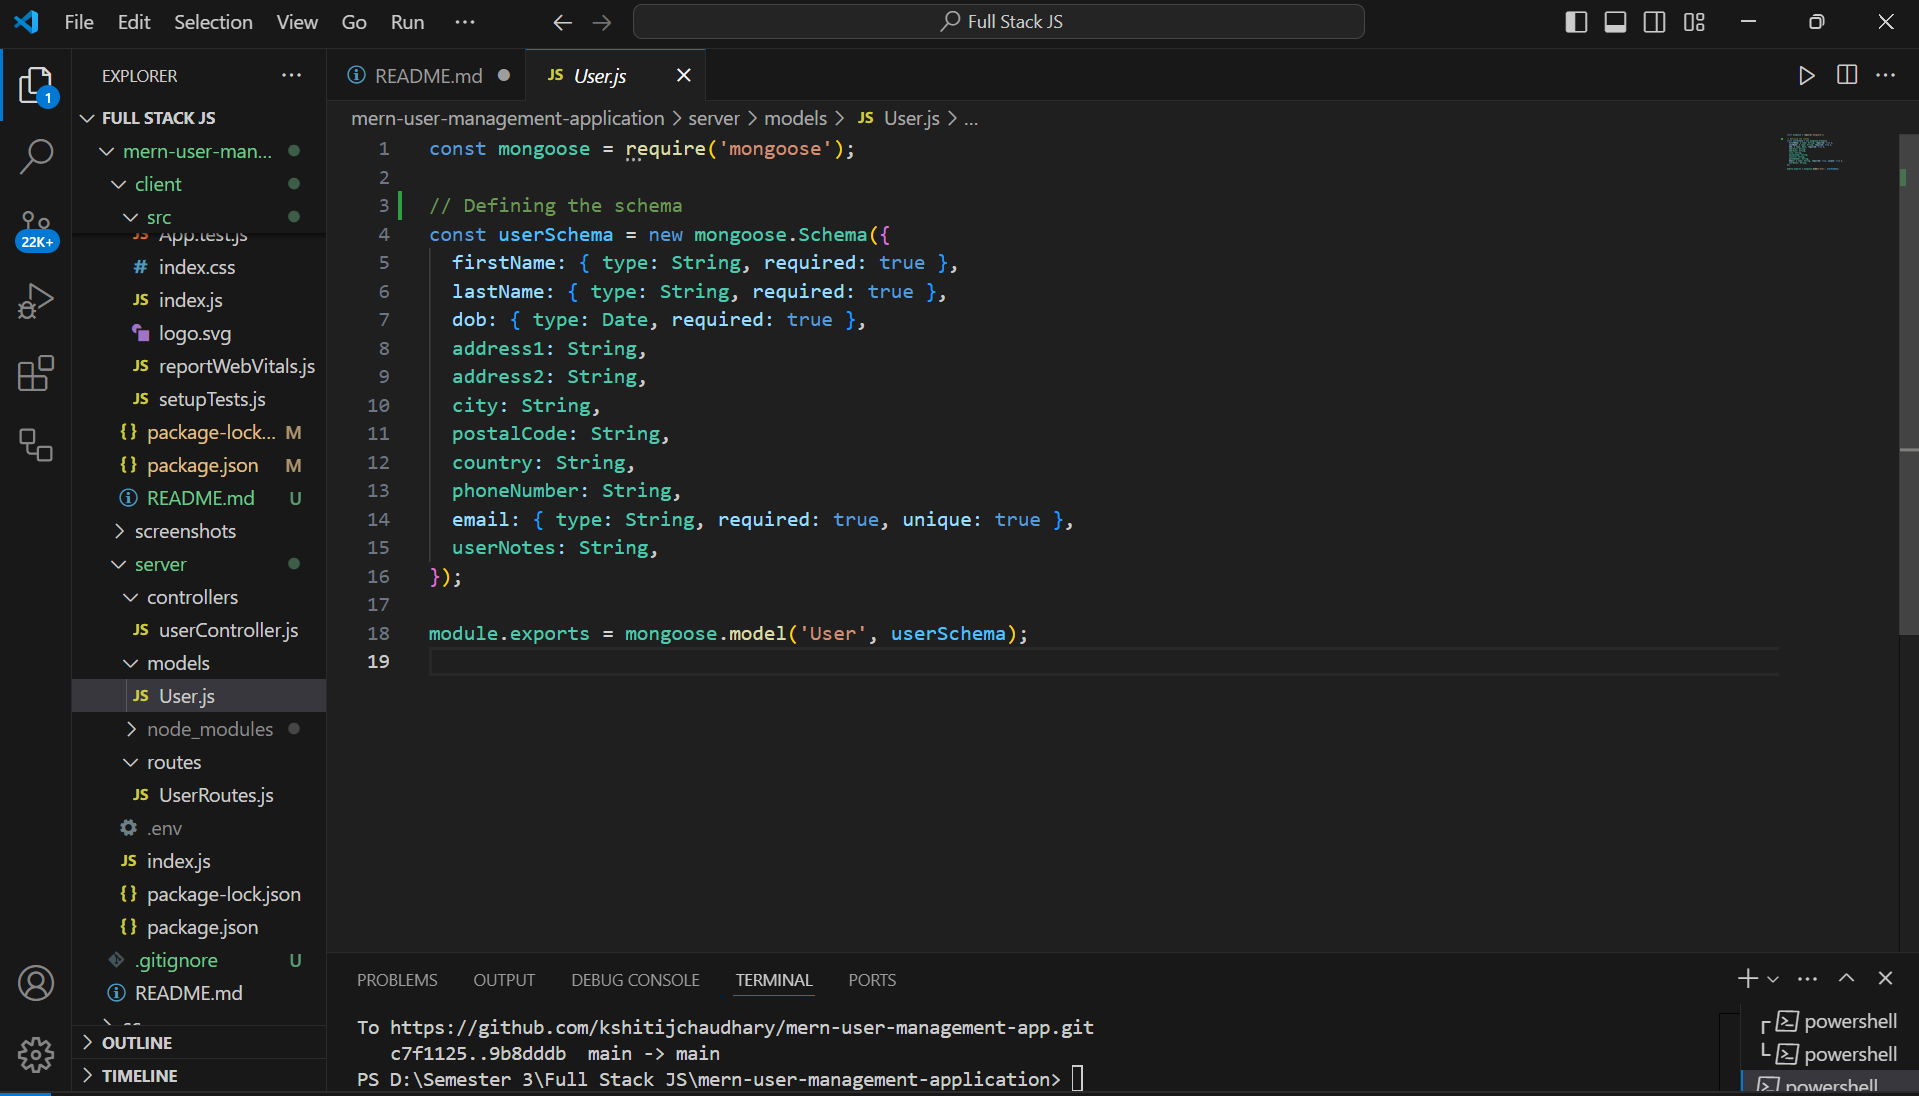 File Edit Selection View Go Run ··· Full Stack JS
EXPLORER ···
1
22K+
FULL STACK JS
mern-user-man...
client
src
App.test.js
# index.css
JS index.js
logo.svg
JS reportWebVitals.js
JS setupTests.js
{} package-lock... M
{} package.json M
README.md U
screenshots
server
controllers
JS userController.js
models
JS User.js
node_modules
routes
JS UserRoutes.js
.env
JS index.js
{} package-lock.json
{} package.json
.gitignore U
README.md
OUTLINE
TIMELINE
README.md JS User.js
mern-user-management-application > server > models > JS User.js > ...
1 const mongoose = require('mongoose');
2
3 // Defining the schema
4 const userSchema = new mongoose.Schema({
5 firstName: { type: String, required: true },
6 lastName: { type: String, required: true },
7 dob: { type: Date, required: true },
8 address1: String,
9 address2: String,
10 city: String,
11 postalCode: String,
12 country: String,
13 phoneNumber: String,
14 email: { type: String, required: true, unique: true },
15 userNotes: String,
16 });
17
18 module.exports = mongoose.model('User', userSchema);
19
PROBLEMS OUTPUT DEBUG CONSOLE TERMINAL PORTS
To https://github.com/kshitijchaudhary/mern-user-management-app.git
c7f1125..9b8dddb main -> main
PS D:\Semester 3\Full Stack JS\mern-user-management-application>
powershell
powershell
powershell